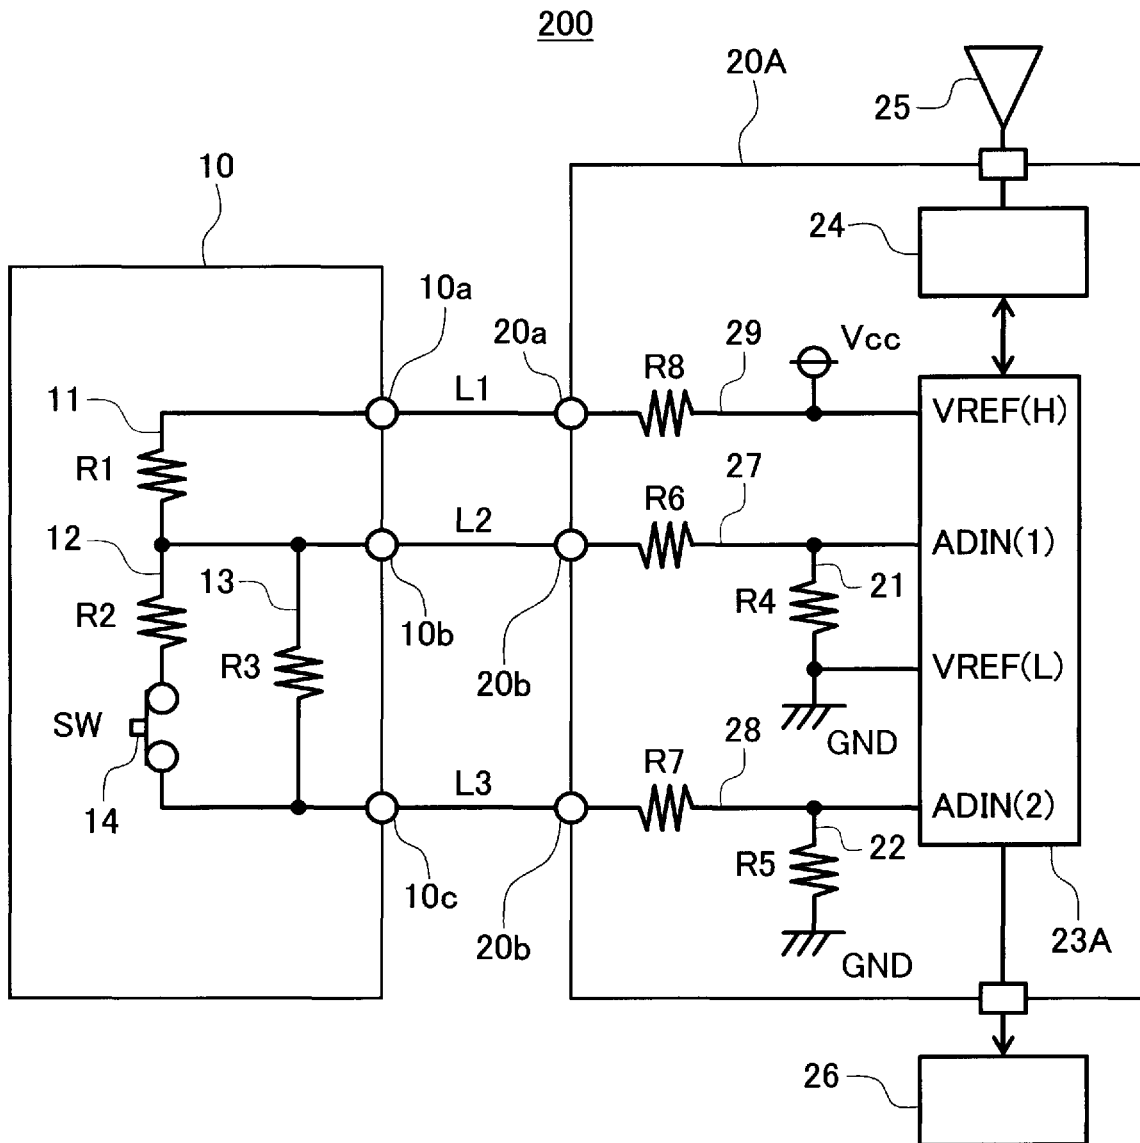 200
20A
25
10
24
10a
20a
29
Vcc
R8
11
L1
VREF(H)
R1
27
R6
12
L2
ADIN(1)
13
21
R4
R2
10b
R3
20b
VREF(L)
SW
GND
28
R7
14
L3
ADIN(2)
22
R5
10c
20b
23A
GND
26